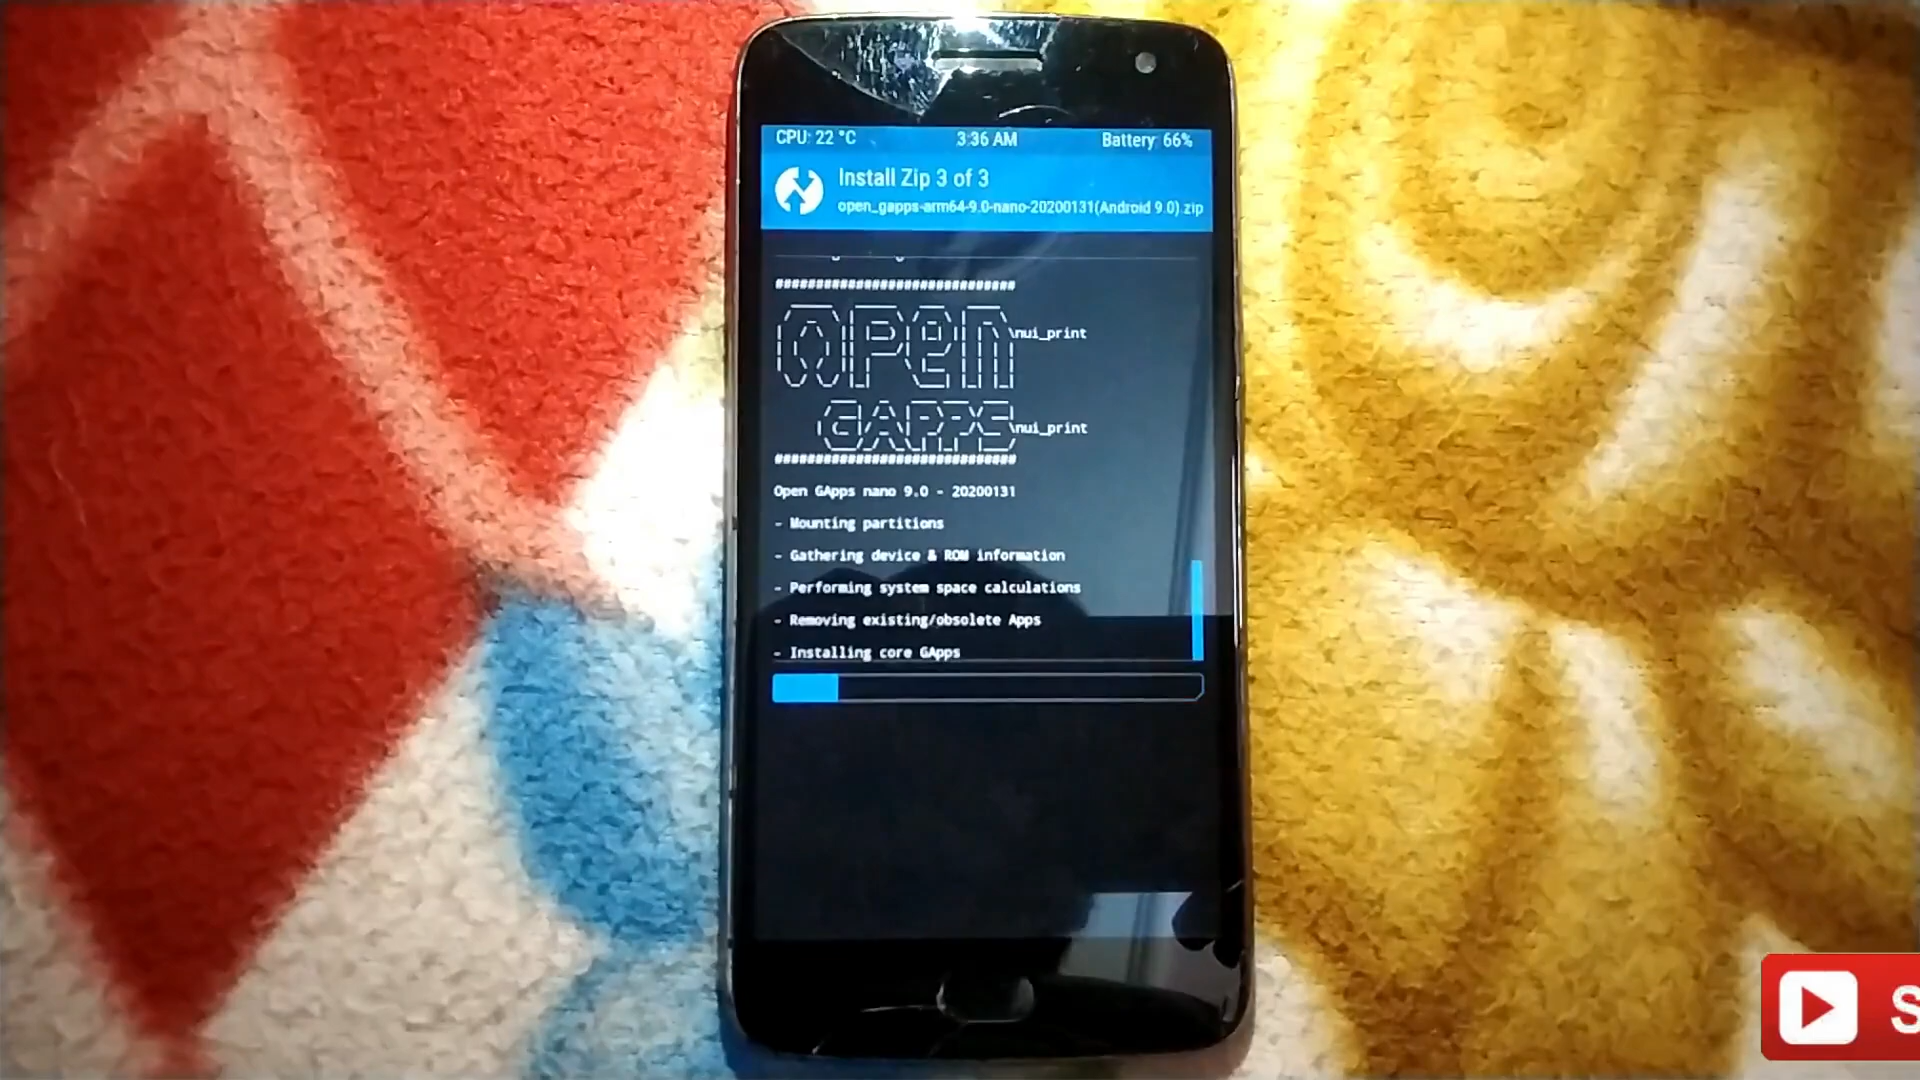 CPU: 22 °C 3:36 AM Battery: 66%
Install Zip 3 of 3
open_gapps-arm64-9.0-nano-20200131(Android 9.0).zip
##############################
OPEN \nui_print
GAPPS \nui_print
##############################
Open GApps nano 9.0 - 20200131
- Mounting partitions
- Gathering device & ROM information
- Performing system space calculations
- Removing existing/obsolete Apps
- Installing core GApps
S